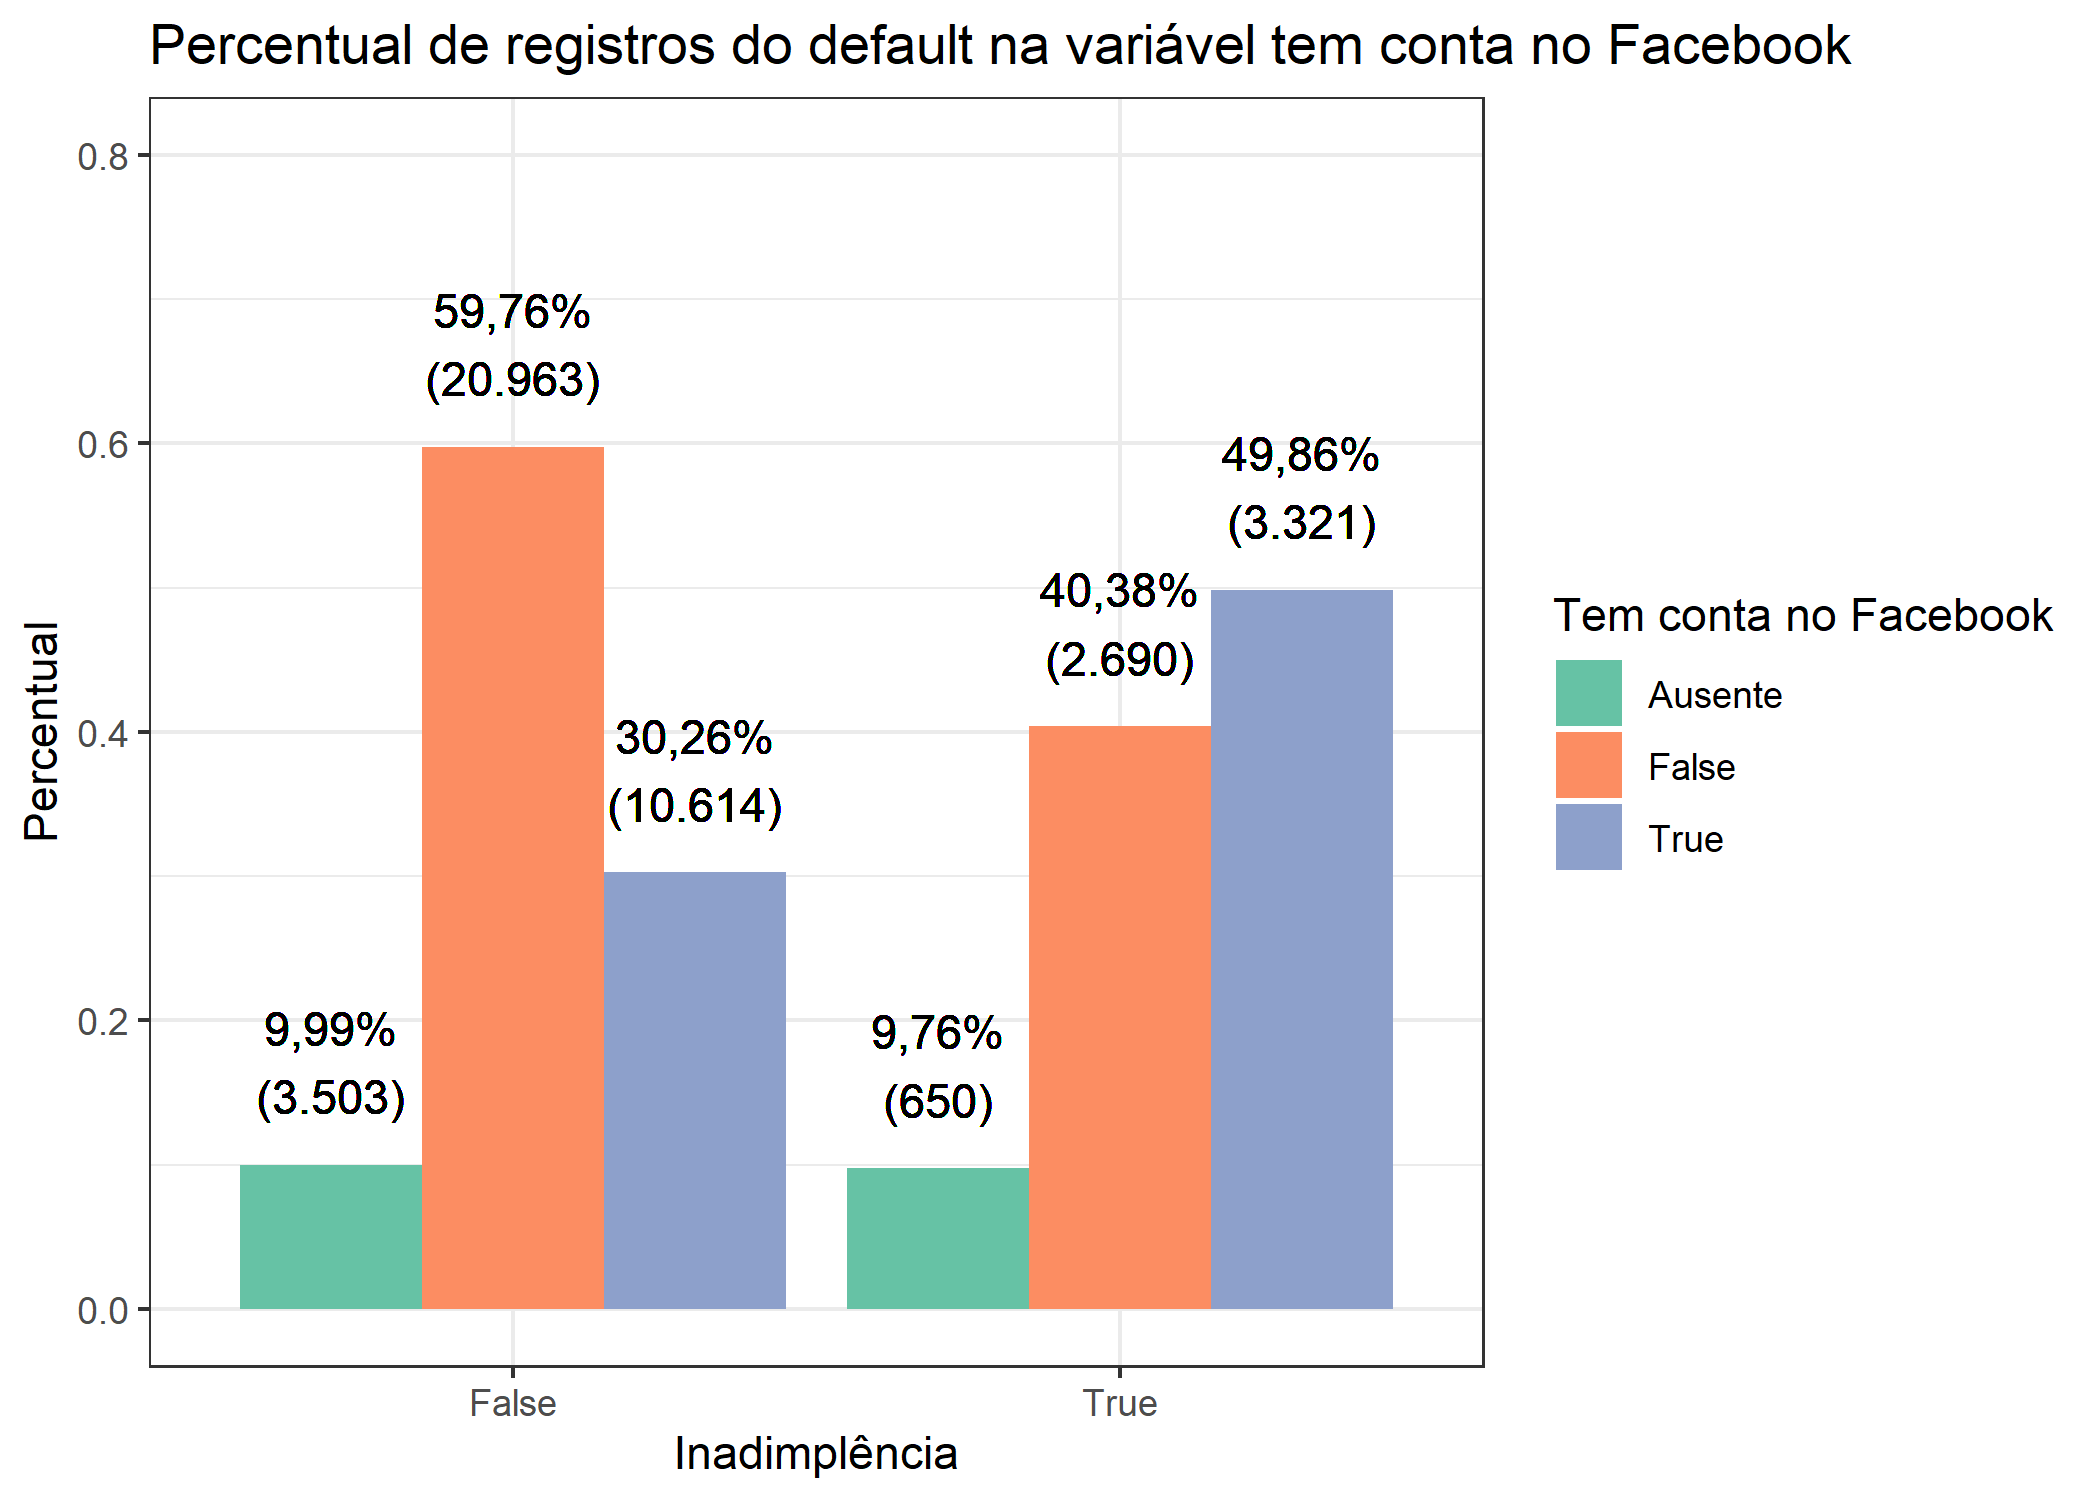 Percentual de registros do default na variável tem conta no Facebook
Percentual
0.8
0.6
0.4
0.2
0.0
59,76%
(20.963)
30,26%
(10.614)
9,99%
(3.503)
49,86%
(3.321)
40,38%
(2.690)
9,76%
(650)
False
True
Inadimplência
Tem conta no Facebook
Ausente
False
True